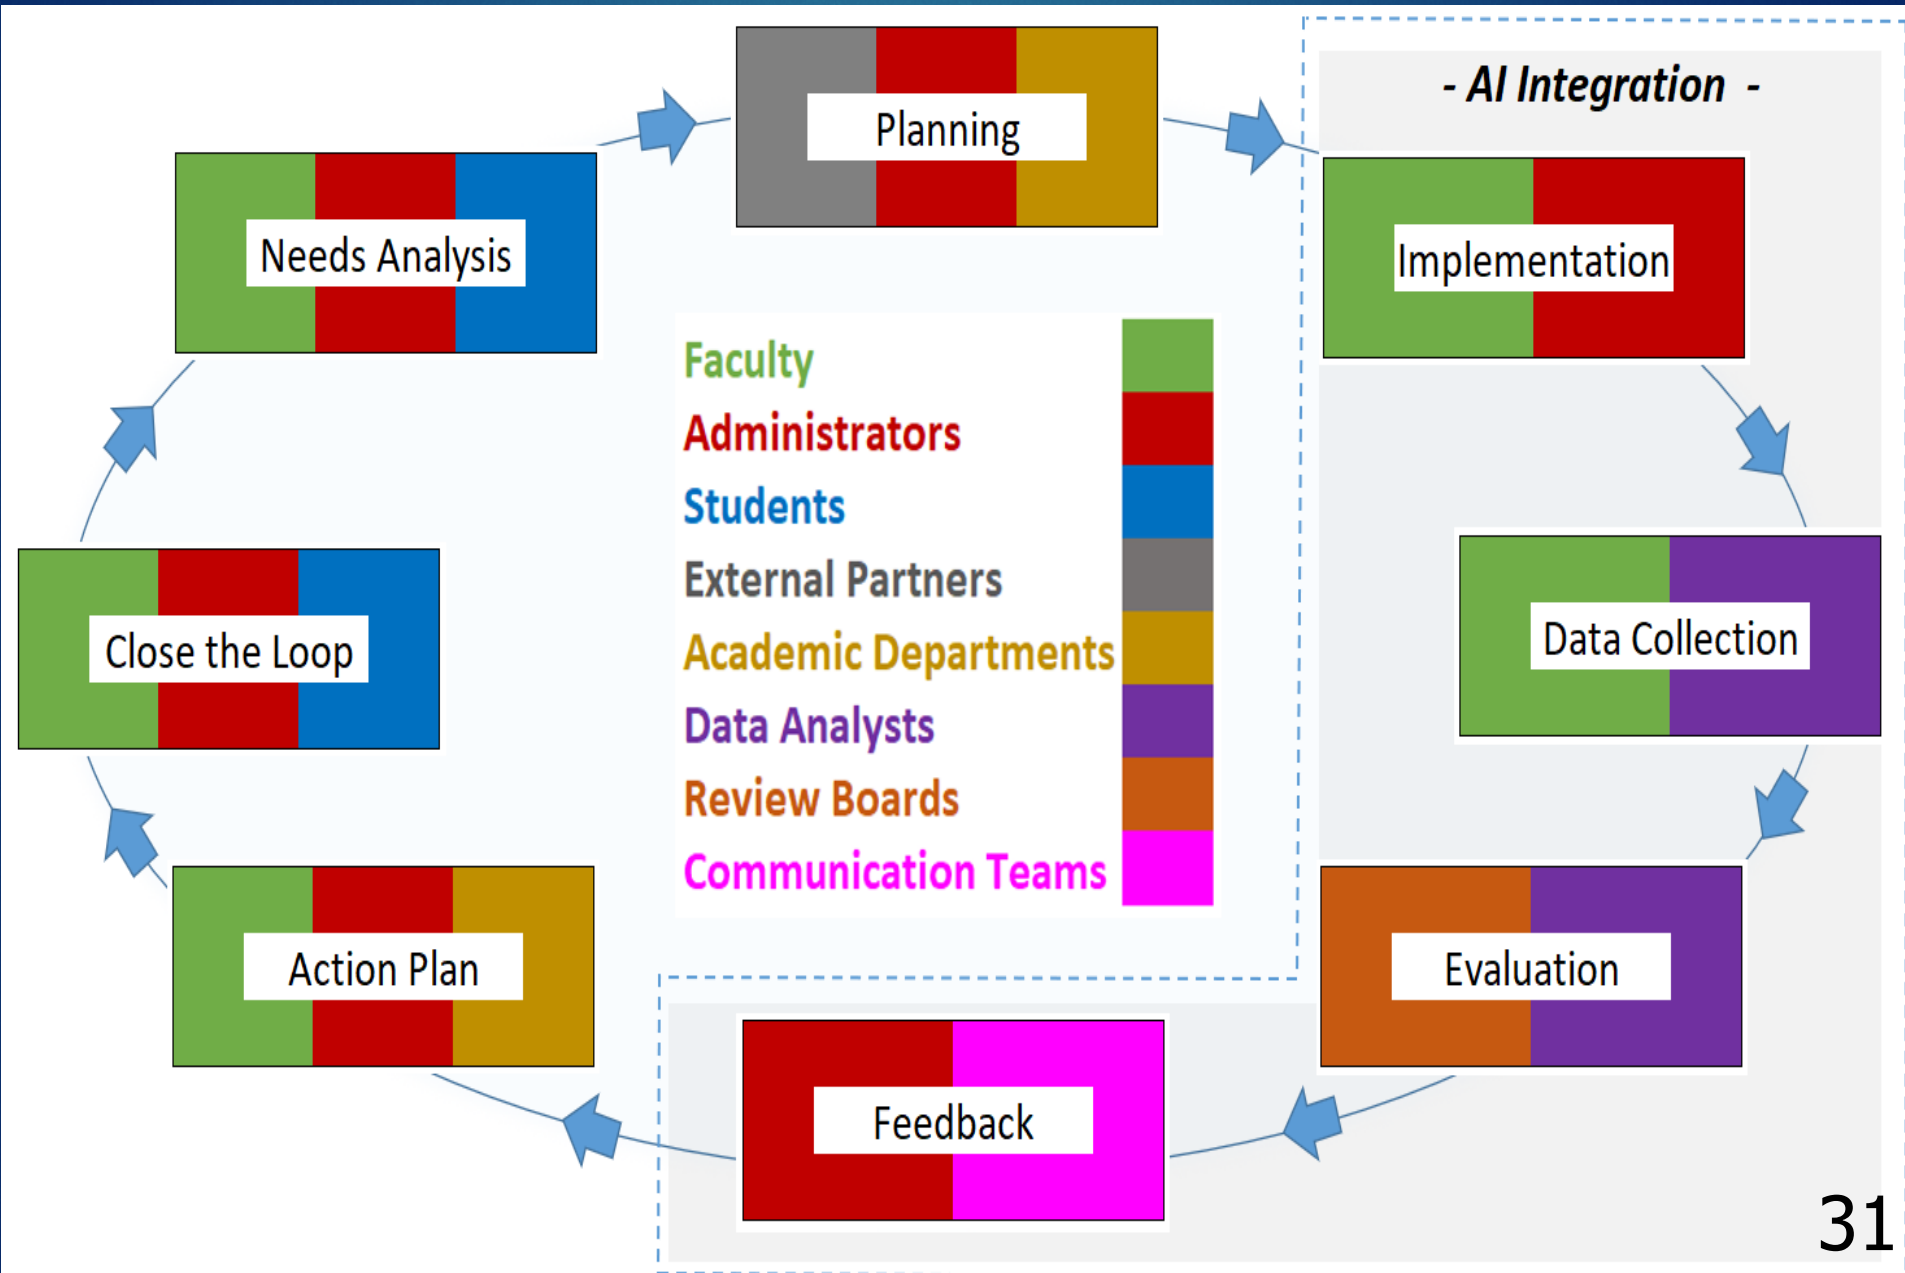 - AI Integration -
Planning
Implementation
Needs Analysis
Faculty
Administrators
Students
External Partners
Academic Departments
Data Analysts
Review Boards
Communication Teams
Data Collection
Close the Loop
Evaluation
Action Plan
Feedback
31